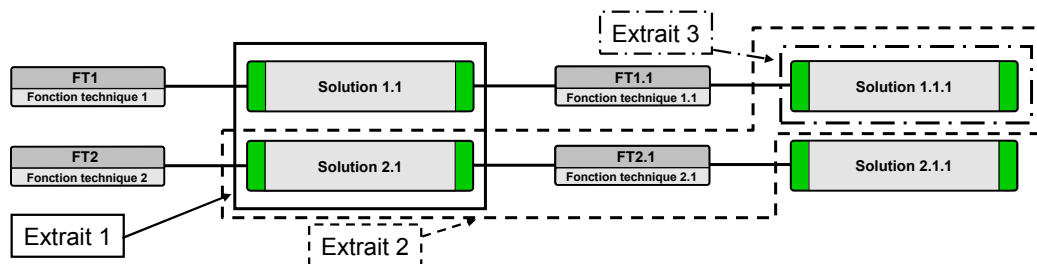 Extrait 3
FT1
Fonction technique 1
Solution 1.1
FT1.1
Fonction technique 1.1
Solution 1.1.1
FT2
Fonction technique 2
Solution 2.1
FT2.1
Fonction technique 2.1
Solution 2.1.1
Extrait 1
Extrait 2